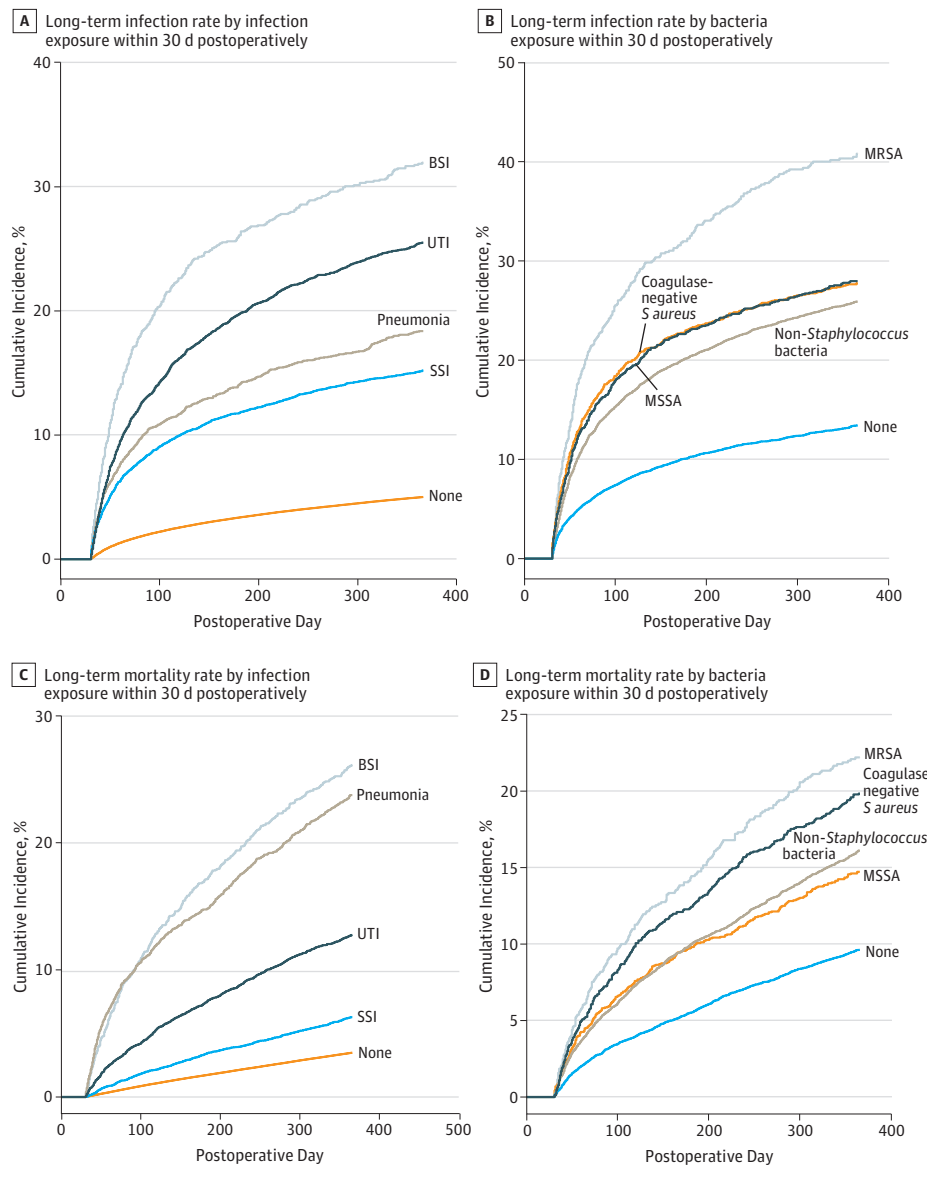 A Long-term infection rate by infection
exposure within 30 d postoperatively
40
30
20
10
0
Cumulative Incidence, %
BSI
UTI
Pneumonia
SSI
None
0 100 200 300 400
Postoperative Day
B Long-term infection rate by bacteria
exposure within 30 d postoperatively
50
40
30
20
10
0
Cumulative Incidence, %
MRSA
Coagulase-
negative
S aureus
Non-Staphylococcus
bacteria
MSSA
None
0 100 200 300 400
Postoperative Day
C Long-term mortality rate by infection
exposure within 30 d postoperatively
30
20
10
0
Cumulative Incidence, %
BSI
Pneumonia
UTI
SSI
None
0 100 200 300 400 500
Postoperative Day
D Long-term mortality rate by bacteria
exposure within 30 d postoperatively
25
20
15
10
5
0
Cumulative Incidence, %
MRSA
Coagulase
negative
S aureus
Non-Staphylococcus
bacteria
MSSA
None
0 100 200 300 400
Postoperative Day